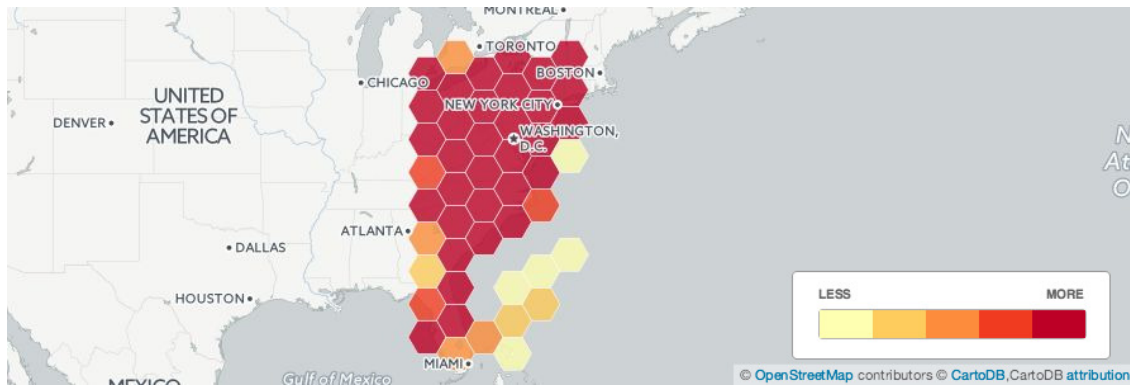 MONTREAL
TORONTO
CHICAGO
BOSTON
UNITED
STATES OF
AMERICA
NEW YORK CITY
DENVER
WASHINGTON,
D.C.
ATLANTA
DALLAS
HOUSTON
MIAMI
MEXICO
Gulf of Mexico
N
At
O
LESS MORE
© OpenStreetMap contributors © CartoDB,CartoDB attribution